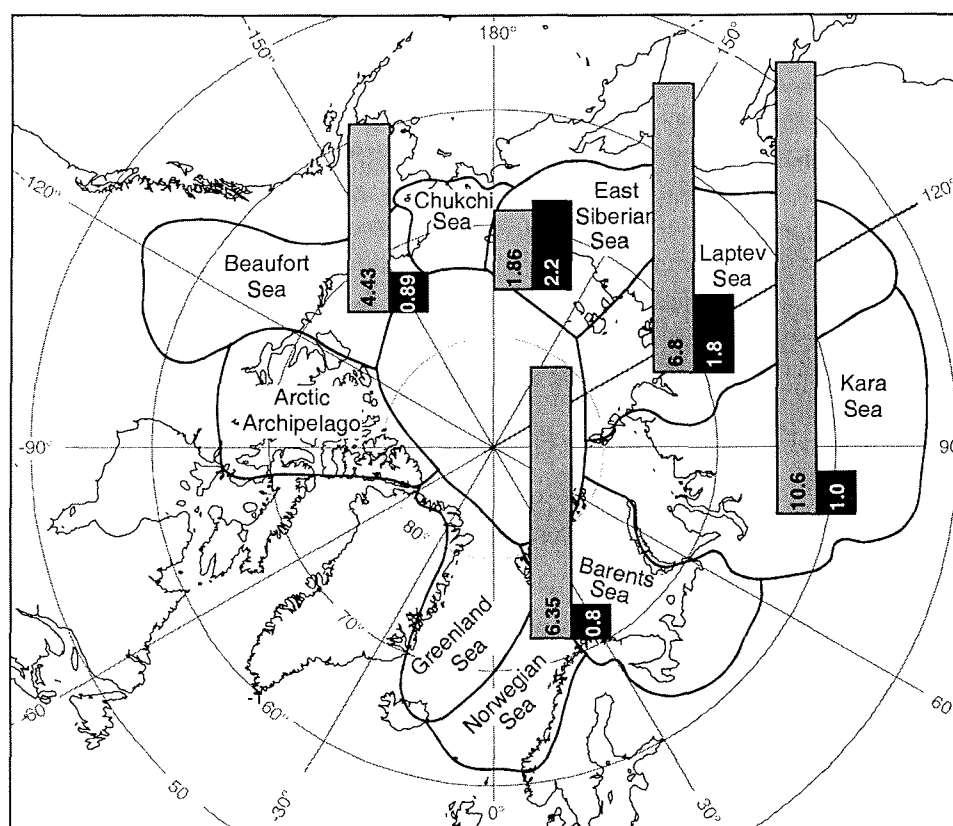 180°
-150°
150°
-120°
120°
Chukchi
Sea
East
Siberian
Sea
Beaufort
Sea
Laptev
Sea
4.43
0.89
1.86
2.2
6.8
1.8
Kara
Sea
Arctic
Archipelago
-90°
90°
10.6
1.0
80°
Barents
Sea
6.35
0.8
Greenland
Sea
70°
Norwegian
Sea
-60°
60°
60°
50
-30°
0°
30°